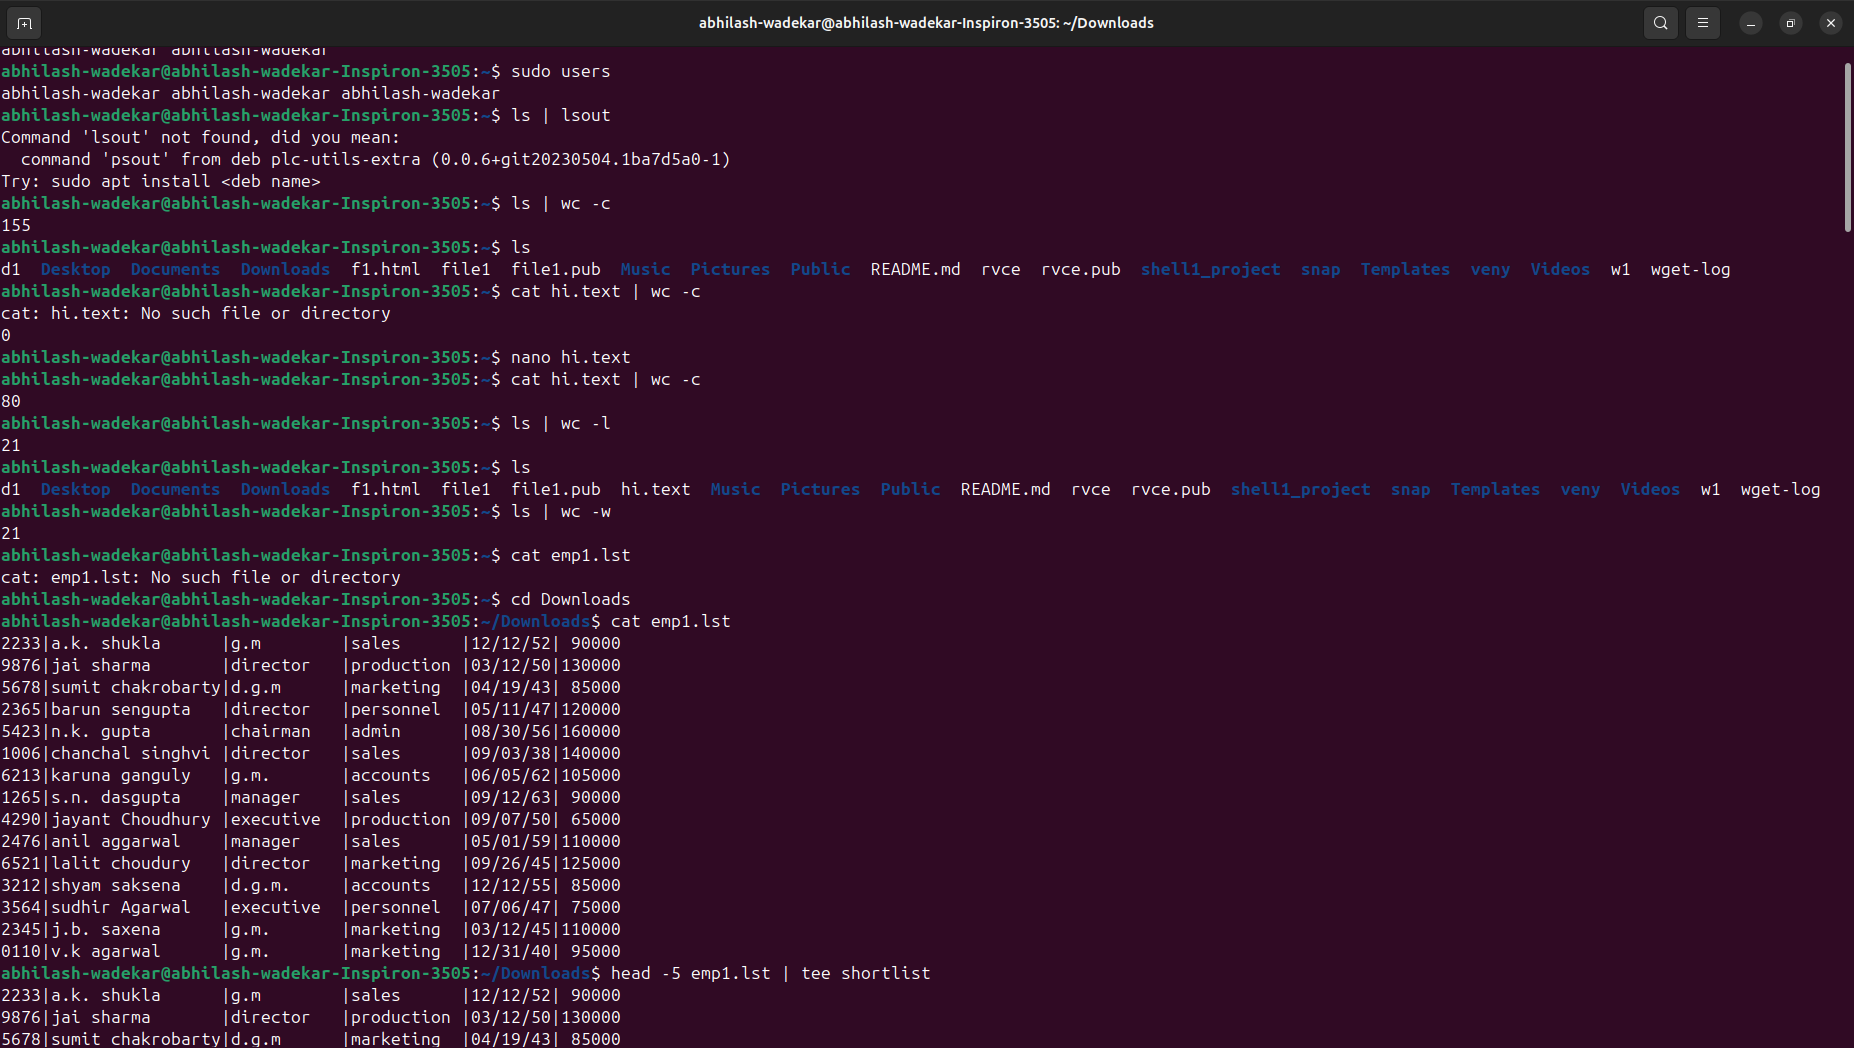 abhilash-wadekar@abhilash-wadekar-Inspiron-3505: ~/Downloads
abhilash-wadekar abhilash-wadekar
abhilash-wadekar@abhilash-wadekar-Inspiron-3505:~$ sudo users
abhilash-wadekar abhilash-wadekar abhilash-wadekar
abhilash-wadekar@abhilash-wadekar-Inspiron-3505:~$ ls | lsout
Command 'lsout' not found, did you mean:
  command 'psout' from deb plc-utils-extra (0.0.6+git20230504.1ba7d5a0-1)
Try: sudo apt install <deb name>
abhilash-wadekar@abhilash-wadekar-Inspiron-3505:~$ ls | wc -c
155
abhilash-wadekar@abhilash-wadekar-Inspiron-3505:~$ ls
d1  Desktop  Documents  Downloads  f1.html  file1  file1.pub  Music  Pictures  Public  README.md  rvce  rvce.pub  shell1_project  snap  Templates  veny  Videos  w1  wget-log
abhilash-wadekar@abhilash-wadekar-Inspiron-3505:~$ cat hi.text | wc -c
cat: hi.text: No such file or directory
0
abhilash-wadekar@abhilash-wadekar-Inspiron-3505:~$ nano hi.text
abhilash-wadekar@abhilash-wadekar-Inspiron-3505:~$ cat hi.text | wc -c
80
abhilash-wadekar@abhilash-wadekar-Inspiron-3505:~$ ls | wc -l
21
abhilash-wadekar@abhilash-wadekar-Inspiron-3505:~$ ls
d1  Desktop  Documents  Downloads  f1.html  file1  file1.pub  hi.text  Music  Pictures  Public  README.md  rvce  rvce.pub  shell1_project  snap  Templates  veny  Videos  w1  wget-log
abhilash-wadekar@abhilash-wadekar-Inspiron-3505:~$ ls | wc -w
21
abhilash-wadekar@abhilash-wadekar-Inspiron-3505:~$ cat emp1.lst
cat: emp1.lst: No such file or directory
abhilash-wadekar@abhilash-wadekar-Inspiron-3505:~$ cd Downloads
abhilash-wadekar@abhilash-wadekar-Inspiron-3505:~/Downloads$ cat emp1.lst
2233|a.k. shukla      |g.m        |sales      |12/12/52| 90000
9876|jai sharma       |director   |production |03/12/50|130000
5678|sumit chakrobarty|d.g.m      |marketing  |04/19/43| 85000
2365|barun sengupta   |director   |personnel  |05/11/47|120000
5423|n.k. gupta       |chairman   |admin      |08/30/56|160000
1006|chanchal singhvi |director   |sales      |09/03/38|140000
6213|karuna ganguly   |g.m.       |accounts   |06/05/62|105000
1265|s.n. dasgupta    |manager    |sales      |09/12/63| 90000
4290|jayant Choudhury |executive  |production |09/07/50| 65000
2476|anil aggarwal    |manager    |sales      |05/01/59|110000
6521|lalit choudury   |director   |marketing  |09/26/45|125000
3212|shyam saksena    |d.g.m.     |accounts   |12/12/55| 85000
3564|sudhir Agarwal   |executive  |personnel  |07/06/47| 75000
2345|j.b. saxena      |g.m.       |marketing  |03/12/45|110000
0110|v.k agarwal      |g.m.       |marketing  |12/31/40| 95000
abhilash-wadekar@abhilash-wadekar-Inspiron-3505:~/Downloads$ head -5 emp1.lst | tee shortlist
2233|a.k. shukla      |g.m        |sales      |12/12/52| 90000
9876|jai sharma       |director   |production |03/12/50|130000
5678|sumit chakrobarty|d.g.m      |marketing  |04/19/43| 85000